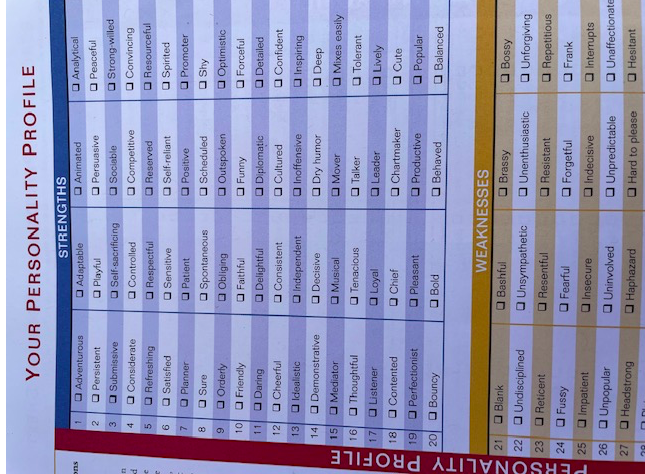 YOUR PERSONALITY PROFILE
STRENGTHS
1 Adventurous Adaptable Animated Analytical
2 Persistent Playful Persuasive Peaceful
3 Submissive Self-sacrificing Sociable Strong-willed
4 Considerate Controlled Competitive Convincing
5 Refreshing Respectful Reserved Resourceful
6 Satisfied Sensitive Self-reliant Spirited
7 Planner Patient Positive Promoter
8 Sure Spontaneous Scheduled Shy
9 Orderly Obliging Outspoken Optimistic
10 Friendly Faithful Funny Forceful
11 Daring Delightful Diplomatic Detailed
12 Cheerful Consistent Cultured Confident
13 Idealistic Independent Inoffensive Inspiring
14 Demonstrative Decisive Dry humor Deep
15 Mediator Musical Mover Mixes easily
16 Thoughtful Tenacious Talker Tolerant
17 Listener Loyal Leader Lively
18 Contented Chief Chartmaker Cute
19 Perfectionist Pleasant Productive Popular
20 Bouncy Bold Behaved Balanced
WEAKNESSES
21 Blank Bashful Brassy Bossy
22 Undisciplined Unsympathetic Unenthusiastic Unforgiving
23 Reticent Resentful Resistant Repetitious
24 Fussy Fearful Forgetful Frank
25 Impatient Insecure Indecisive Interrupts
26 Unpopular Uninvolved Unpredictable Unaffectionate
27 Headstrong Haphazard Hard to please Hesitant
PERSONALITY PROFILE